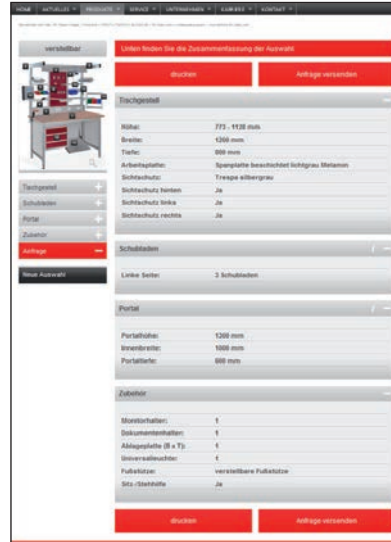 HOME AKTUELLES PRODUKTE SERVICE UNTERNEHMEN KARRIERE KONTAKT
verstellbar
Tischgestell
Schubladen
Portal
Zubehör
Anfrage
Neue Auswahl
Unten finden Sie die Zusammenfassung der Auswahl
drucken Anfrage versenden
Tischgestell
Höhe: 773 - 1138 mm
Breite: 1200 mm
Tiefe: 800 mm
Arbeitsplatte: Spanplatte beschichtet lichtgrau Melamin
Sichtschutz: Trespa silbergrau
Sichtschutz hinten Ja
Sichtschutz links Ja
Sichtschutz rechts Ja
Schubladen
Linke Seite: 3 Schubladen
Portal
Portalhöhe: 1300 mm
Innenbreite: 1000 mm
Portaltiefe: 600 mm
Zubehör
Monitorhalter: 1
Dokumentenhalter: 1
Ablageplatte (B x T): 1
Universalleuchte: 1
Fußstütze: verstellbare Fußstütze
Sitz-/Stehhilfe Ja
drucken Anfrage versenden